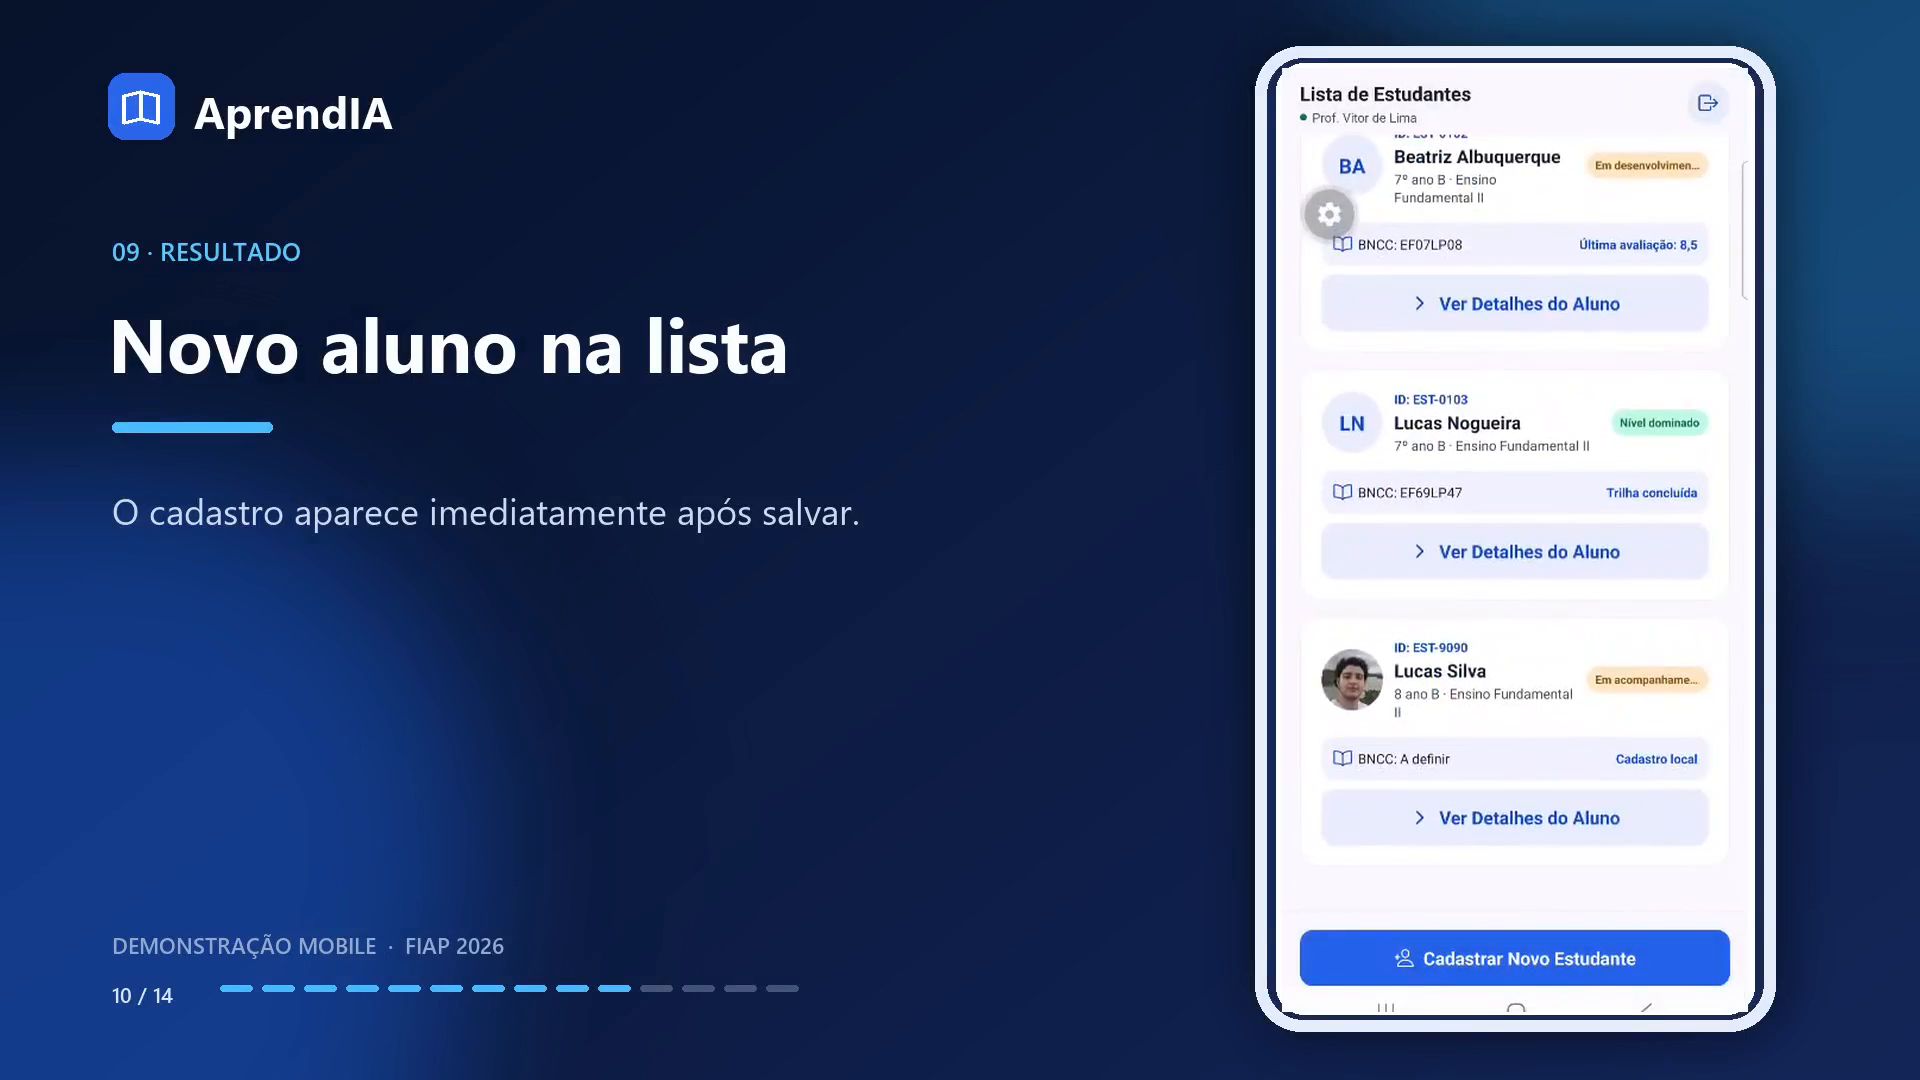 AprendIA
09 · RESULTADO
Novo aluno na lista
O cadastro aparece imediatamente após salvar.
DEMONSTRAÇÃO MOBILE · FIAP 2026
10 / 14
Lista de Estudantes
Prof. Vitor de Lima
BA
Beatriz Albuquerque
7º ano B · Ensino
Fundamental II
Em desenvolvimen...
BNCC: EF07LP08
Última avaliação: 8,5
Ver Detalhes do Aluno
ID: EST-0103
LN
Lucas Nogueira
7º ano B · Ensino Fundamental II
Nível dominado
BNCC: EF69LP47
Trilha concluída
Ver Detalhes do Aluno
ID: EST-9090
Lucas Silva
8 ano B · Ensino Fundamental
II
Em acompanhame...
BNCC: A definir
Cadastro local
Ver Detalhes do Aluno
Cadastrar Novo Estudante